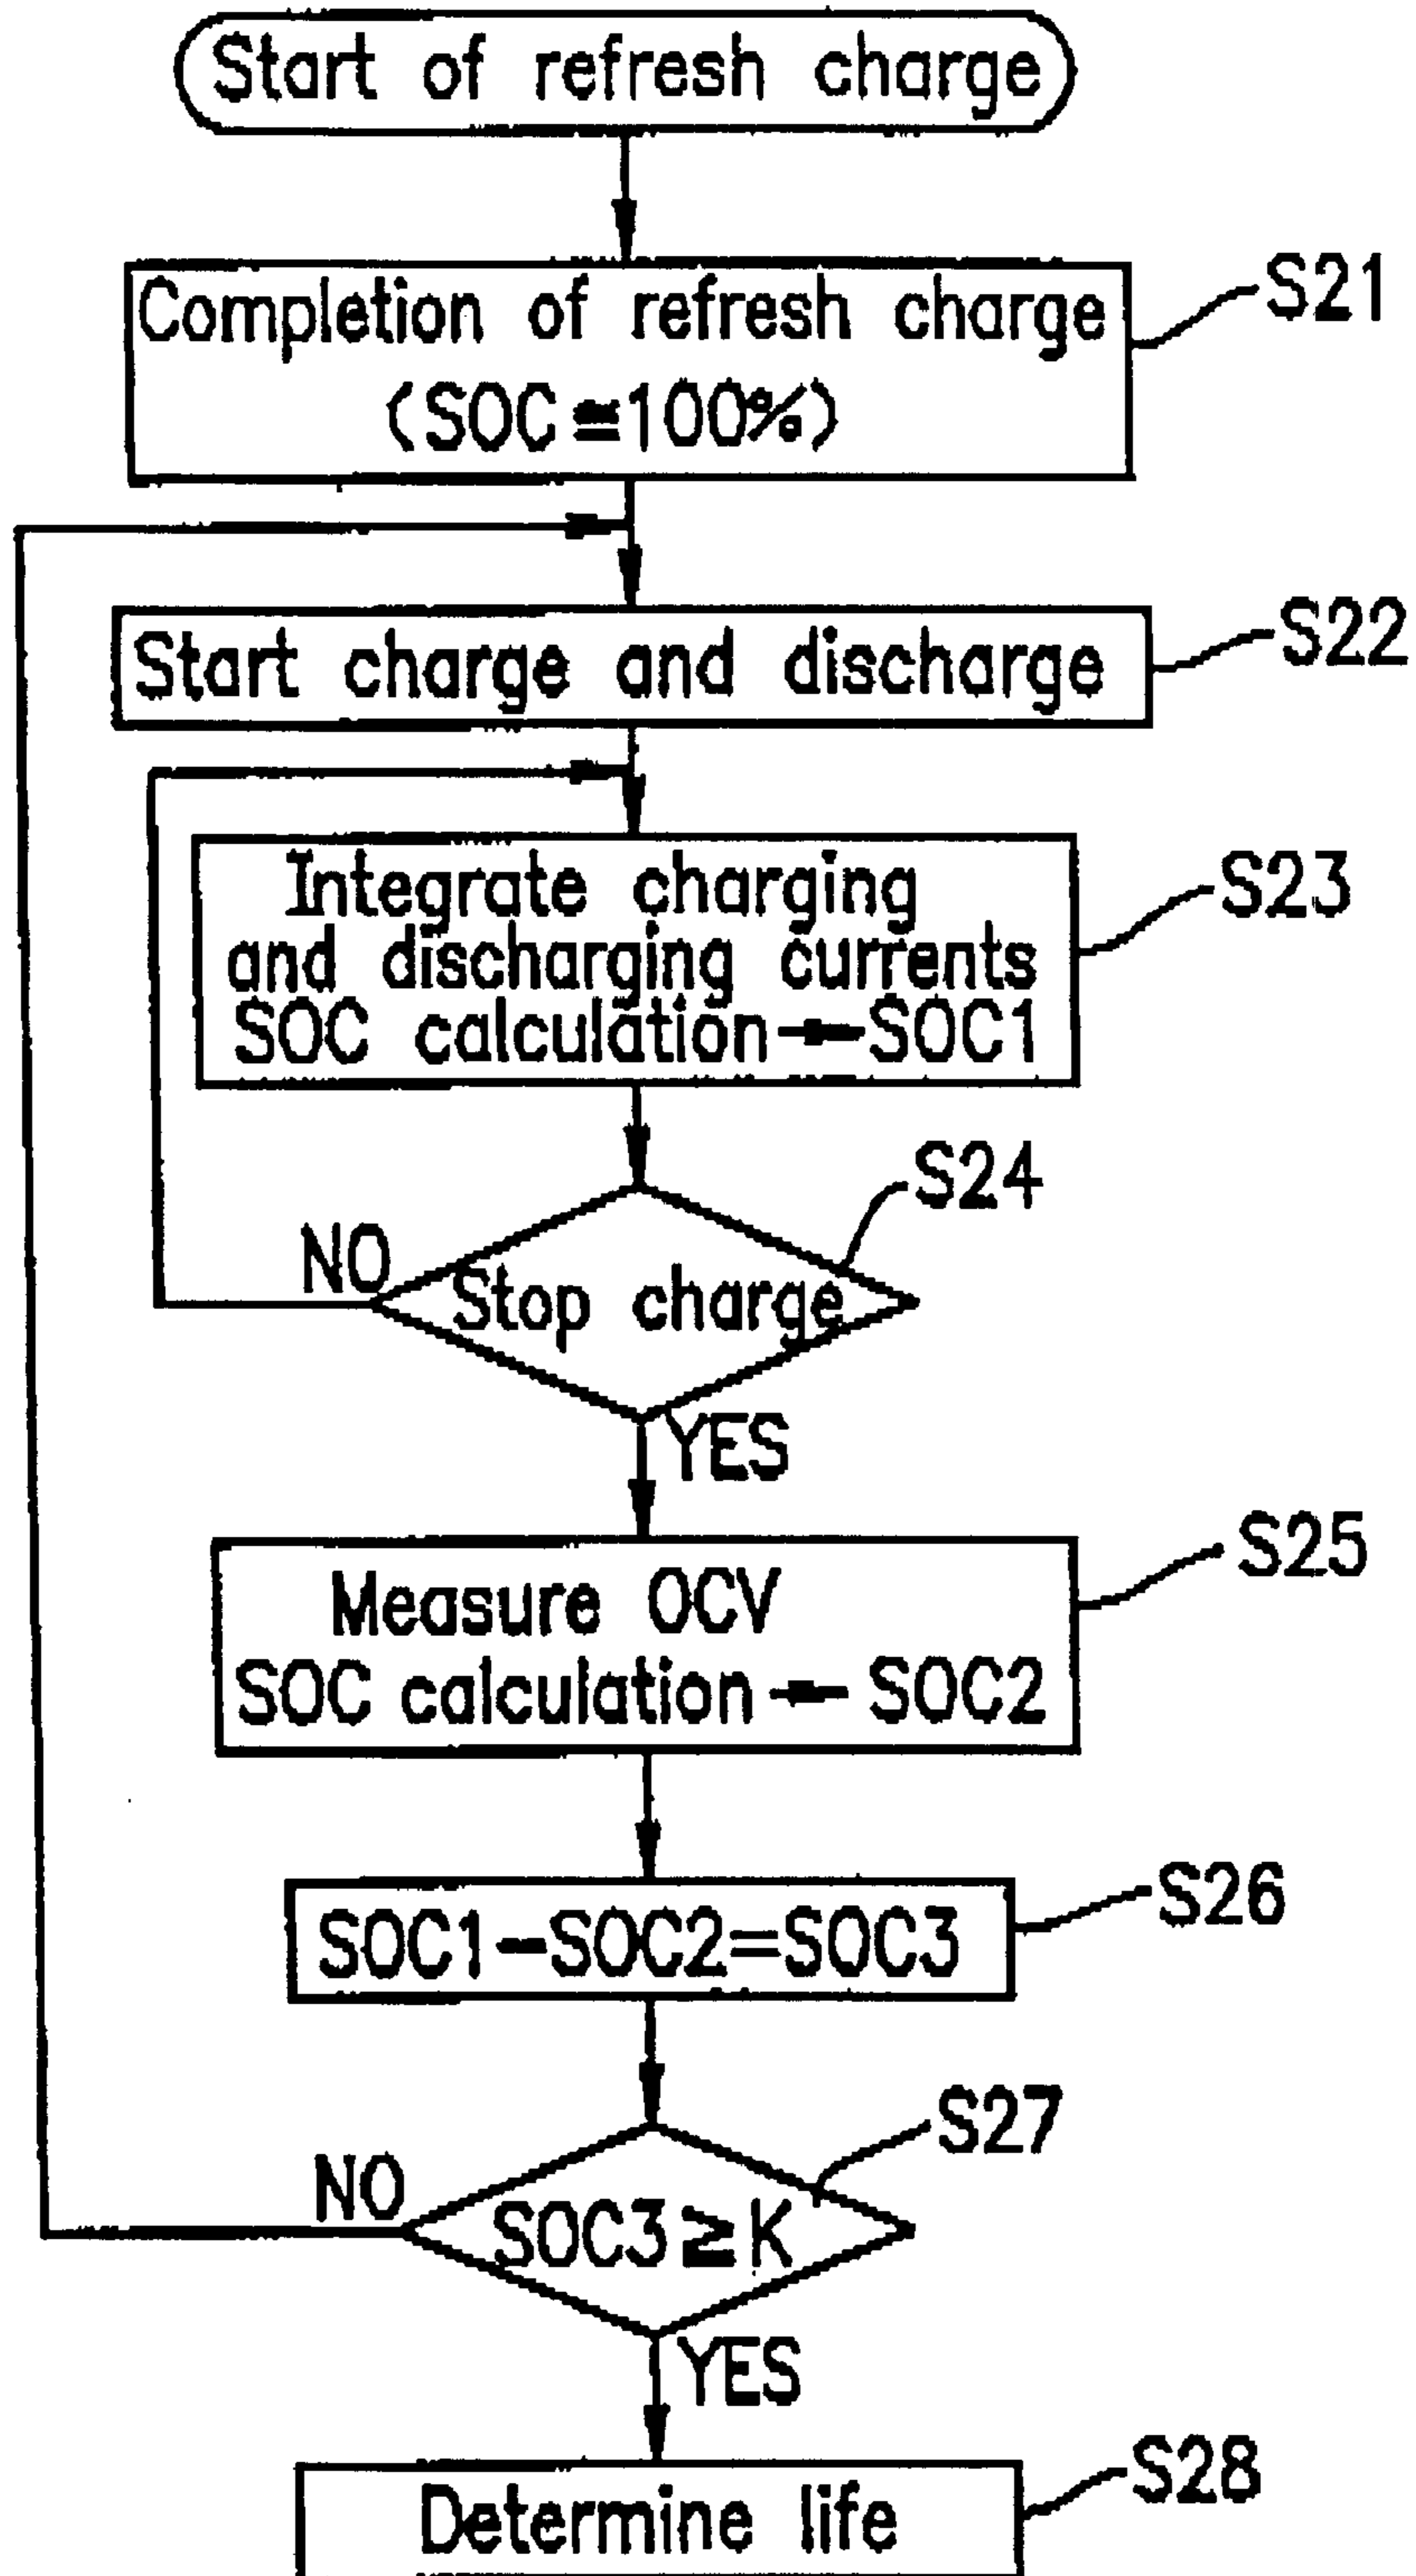 Start of refresh charge
Completion of refresh charge
(SOC≅100%)
S21
Start charge and discharge
S22
Integrate charging
and discharging currents
SOC calculation→SOC1
S23
Stop charge
S24
NO
YES
Measure OCV
SOC calculation→SOC2
S25
SOC1-SOC2=SOC3
S26
SOC3≧K
S27
NO
YES
Determine life
S28